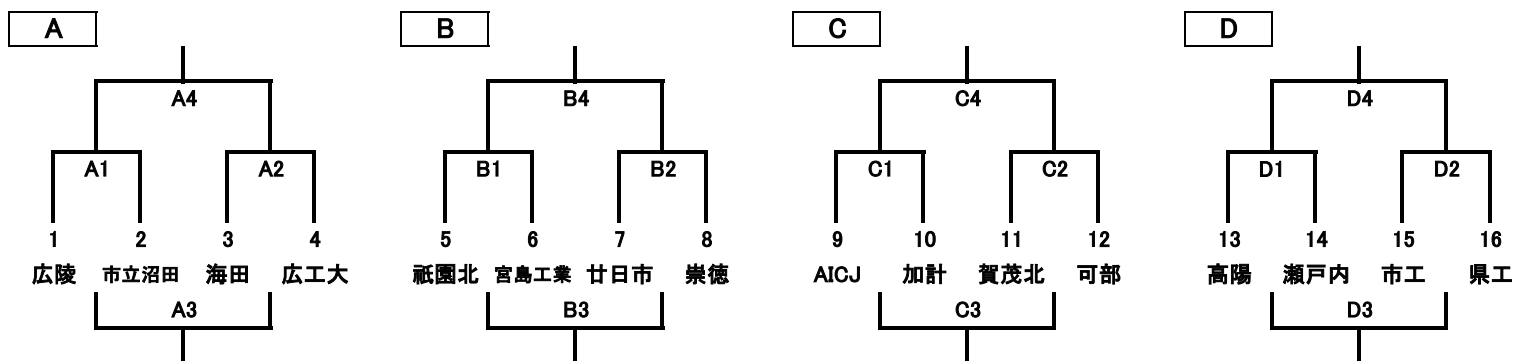 A B C D
A4 B4 C4 D4
A1 A2 B1 B2 C1 C2 D1 D2
1 2 3 4 5 6 7 8 9 10 11 12 13 14 15 16
広陵 市立沼田 海田 広工大 祇園北 宮島工業 廿日市 崇徳 AICJ 加計 賀茂北 可部 高陽 瀬戸内 市工 県工
A3 B3 C3 D3